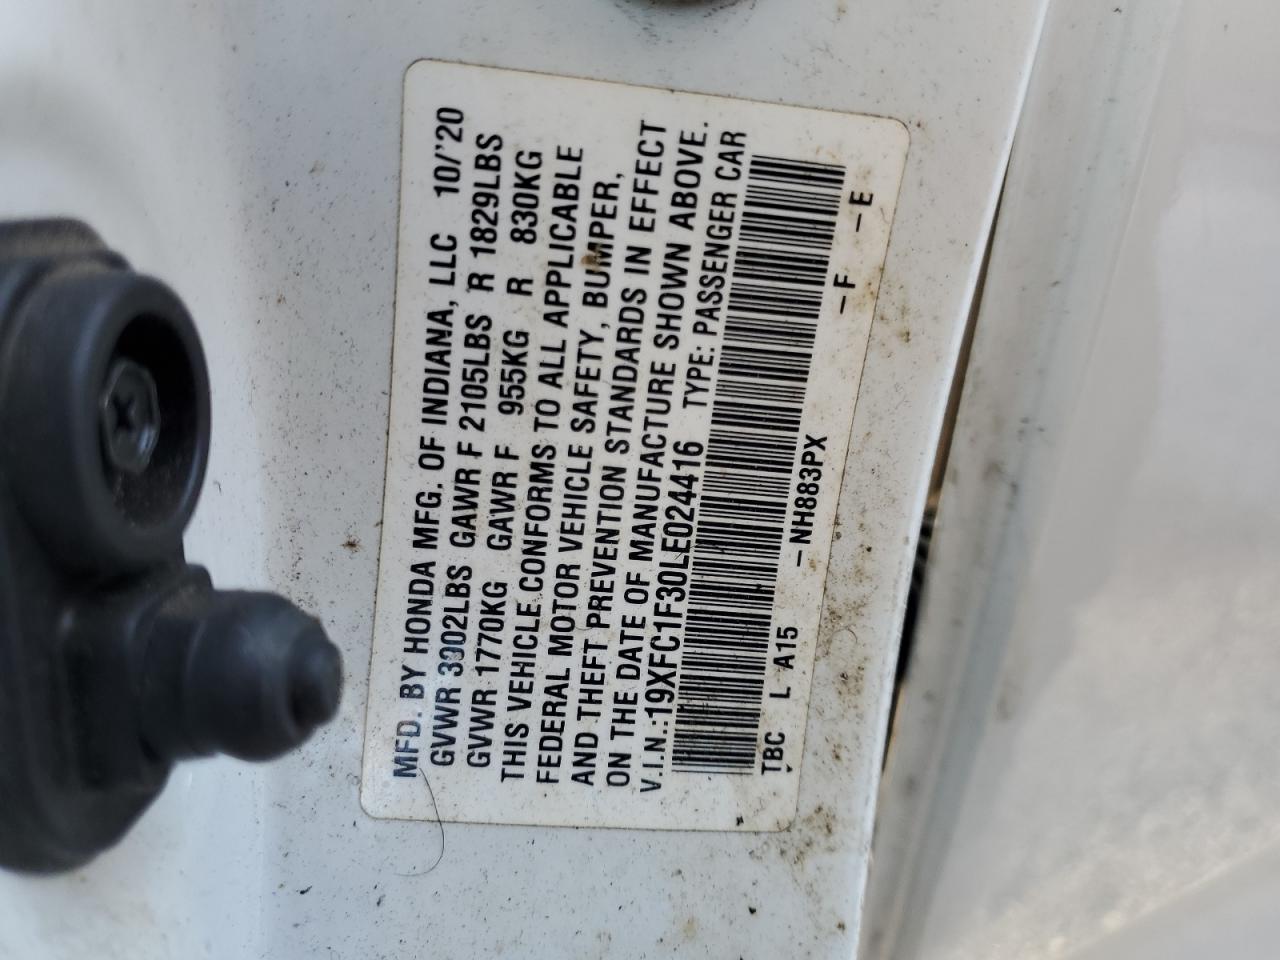 MFD. BY HONDA MFG. OF INDIANA, LLC 10/'20
GVWR 3902LBS GAWR F 2105LBS R 1829LBS
GVWR 1770KG GAWR F 955KG R 830KG
THIS VEHICLE CONFORMS TO ALL APPLICABLE
FEDERAL MOTOR VEHICLE SAFETY, BUMPER,
AND THEFT PREVENTION STANDARDS IN EFFECT
ON THE DATE OF MANUFACTURE SHOWN ABOVE.
V.I.N.:19XFC1F30LE024416 TYPE: PASSENGER CAR
TBC L A15 –NH883PX –F –E